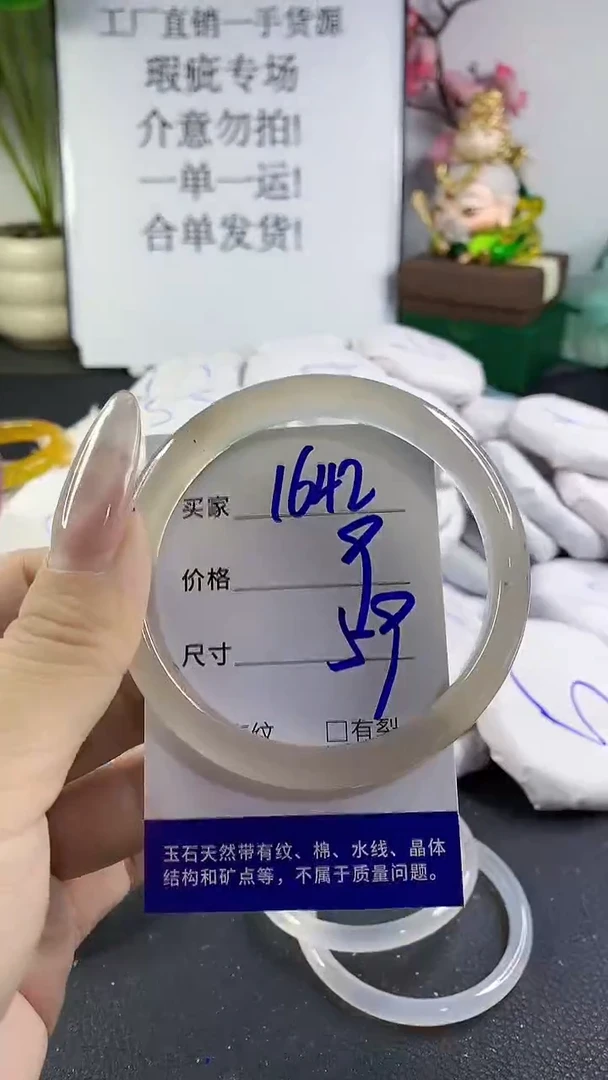 工厂直销一手货源
瑕疵专场
介意勿拍!
一单一运!
合单发货!
买家 1642
价格 9
尺寸 59
纹 □有裂
玉石天然带有纹、棉、水线、晶体
结构和矿点等，不属于质量问题。